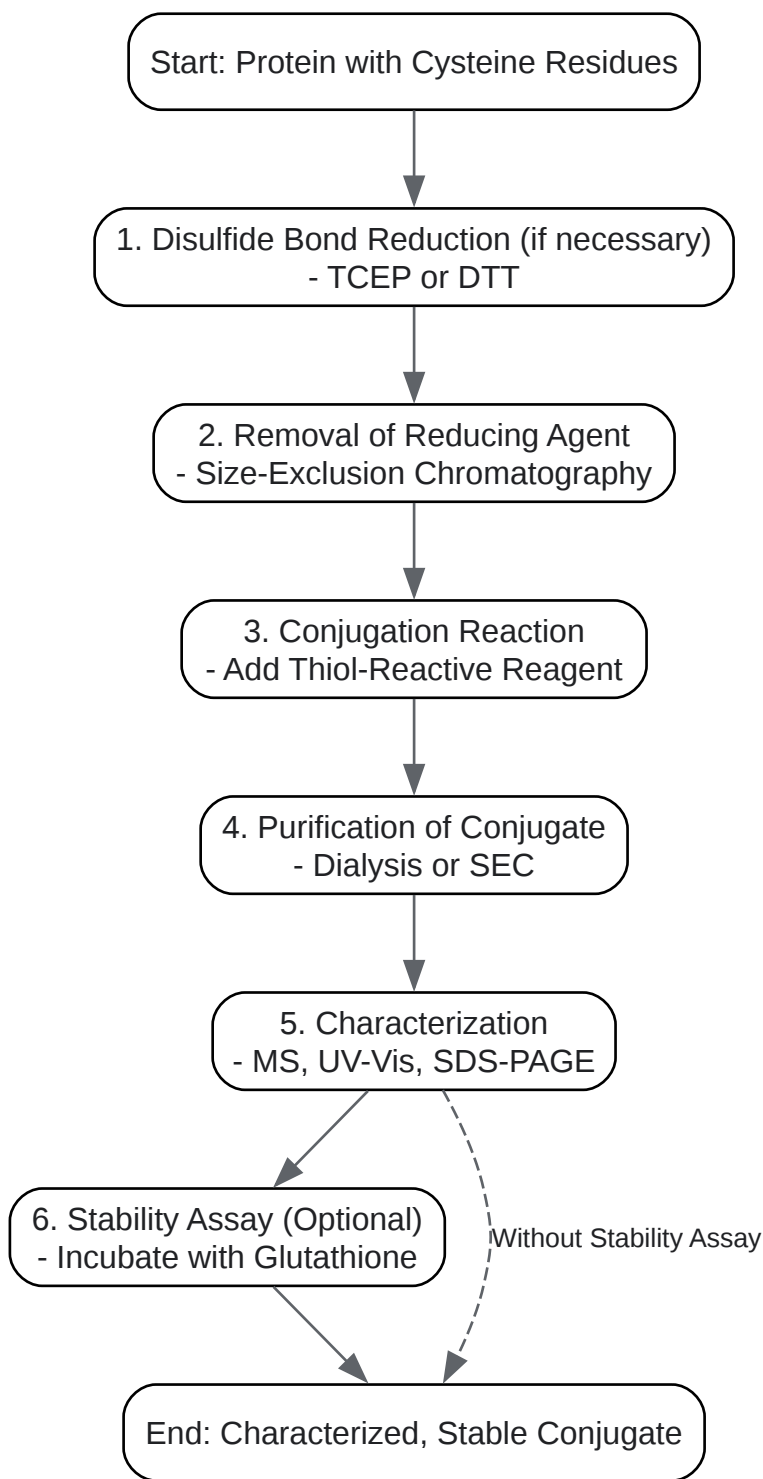 Start: Protein with Cysteine Residues
1. Disulfide Bond Reduction (if necessary)
- TCEP or DTT
2. Removal of Reducing Agent
- Size-Exclusion Chromatography
3. Conjugation Reaction
- Add Thiol-Reactive Reagent
4. Purification of Conjugate
- Dialysis or SEC
5. Characterization
- MS, UV-Vis, SDS-PAGE
6. Stability Assay (Optional)
- Incubate with Glutathione
Without Stability Assay
End: Characterized, Stable Conjugate